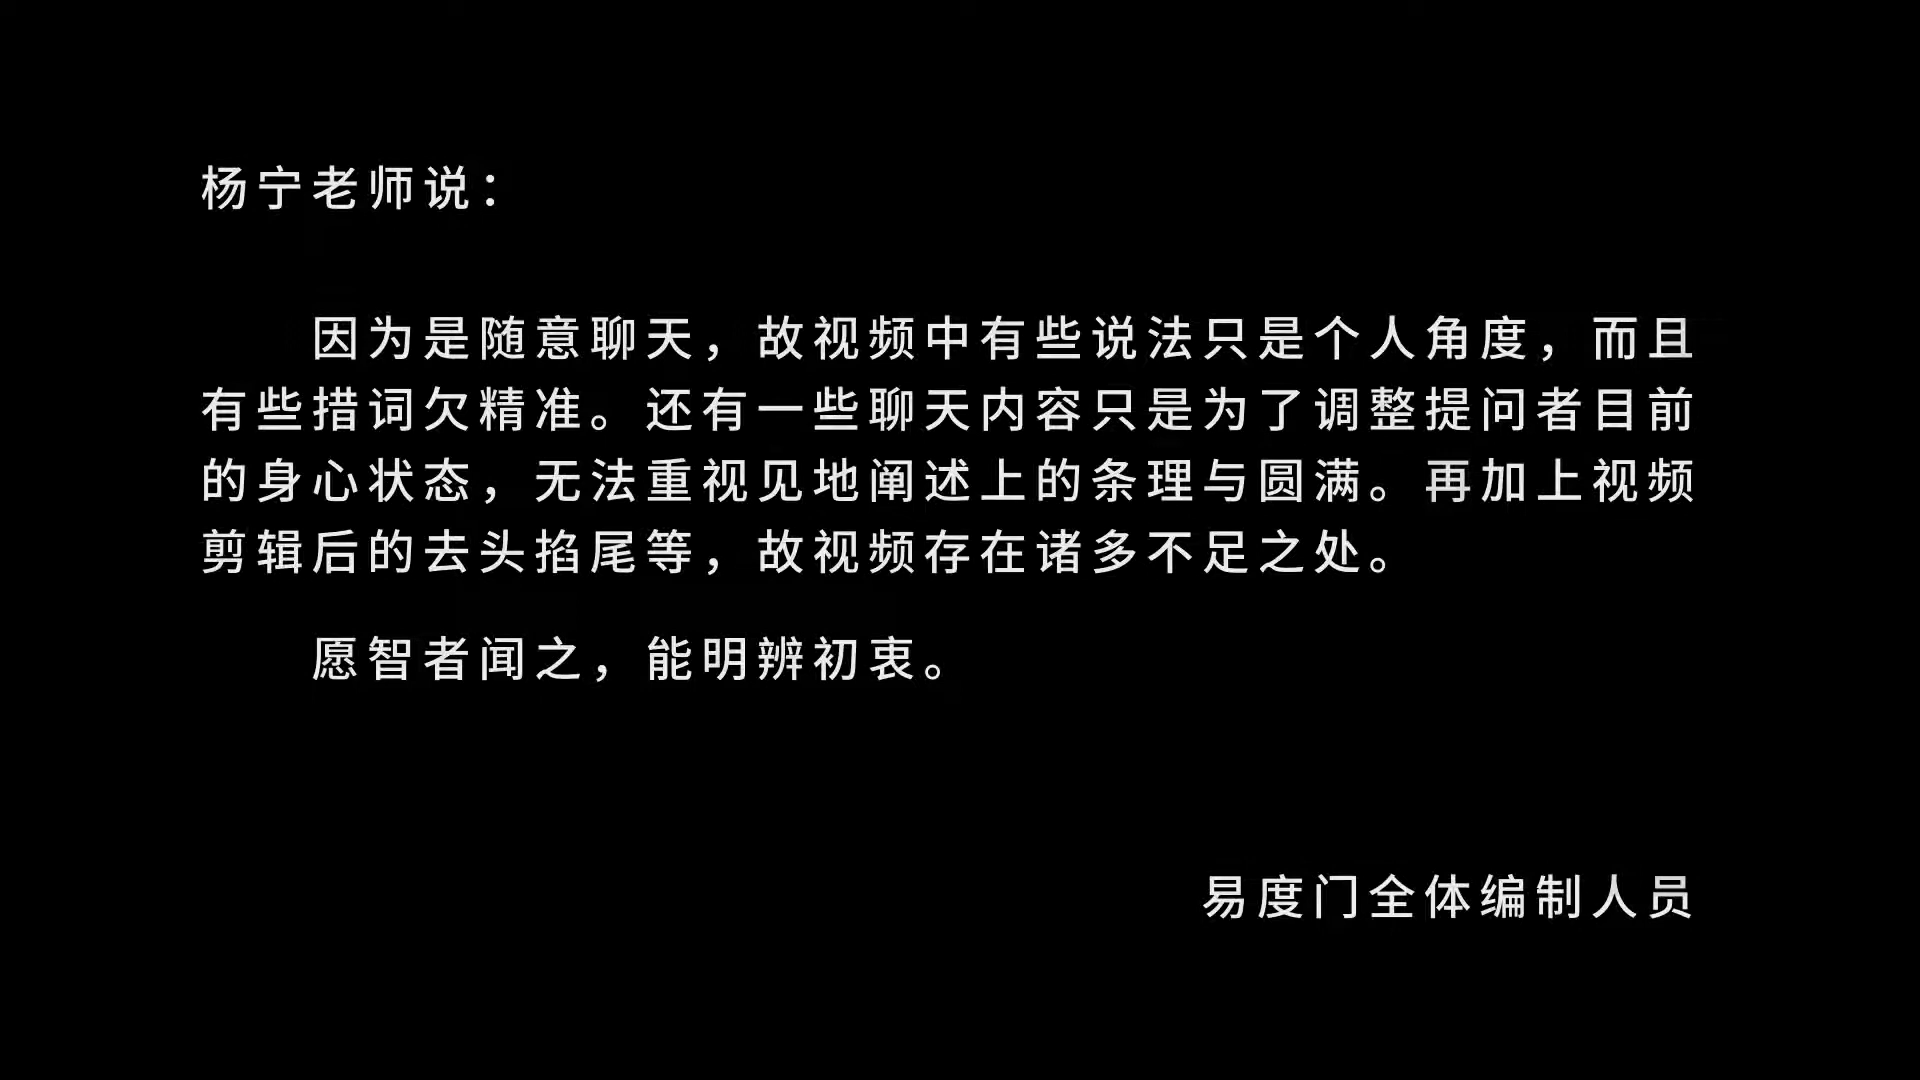 杨宁老师说：
因为是随意聊天，故视频中有些说法只是个人角度，而且
有些措词欠精准。还有一些聊天内容只是为了调整提问者目前
的身心状态，无法重视见地阐述上的条理与圆满。再加上视频
剪辑后的去头掐尾等，故视频存在诸多不足之处。
愿智者闻之，能明辨初衷。
易度门全体编制人员